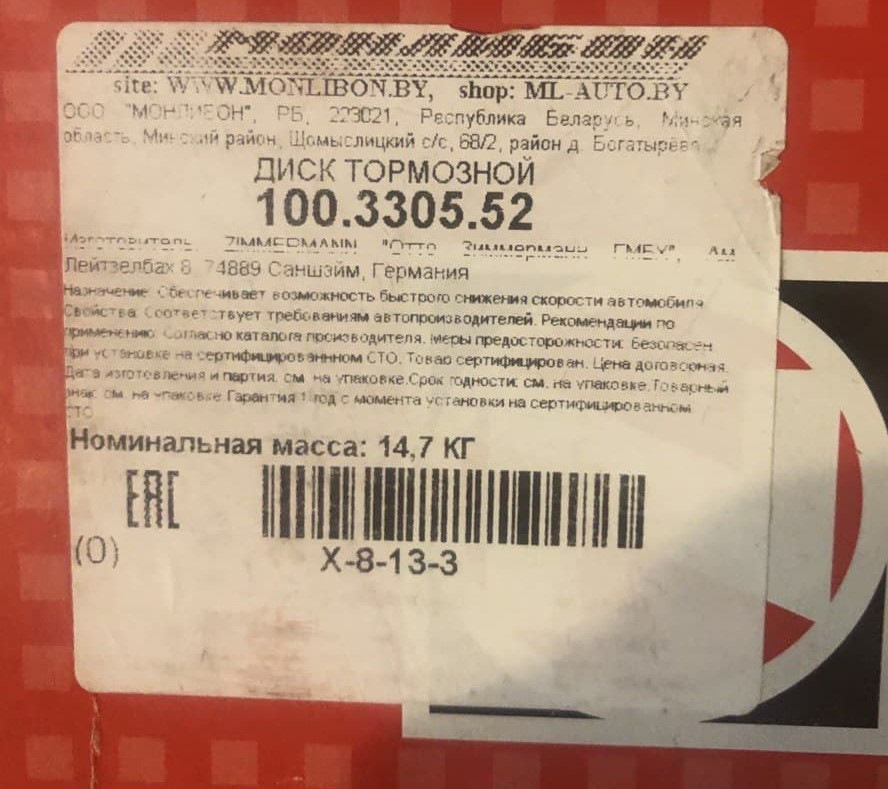 МОНЛИБОН
site: WWW.MONLIBON.BY, shop: ML-AUTO.BY
ООО "МОНЛИБОН", РБ, 223021, Республика Беларусь, Минская
область, Минский район, Щомыслицкий с/с, 68/2, район д. Богатырёво
ДИСК ТОРМОЗНОЙ
100.3305.52
Изготовитель ZIMMERMANN "Отто Зиммерманн ГМБХ", Ау
Лейтзелбах 8, 74889 Саншэйм, Германия
Назначение: Обеспечивает возможность быстрого снижения скорости автомобиля
Свойства: Соответствует требованиям автопроизводителей. Рекомендации по
применению: Согласно каталога производителя. Меры предосторожности: Безопасен
при установке на сертифицированнном СТО. Товар сертифицирован. Цена договорная.
Дата изготовления и партия: см. на упаковке.Срок годности: см. на упаковке.Товарный
знак: см. на упаковке Гарантия 1 год с момента установки на сертифицированном
СТО
Номинальная масса: 14,7 КГ
EAC
(0)
X-8-13-3